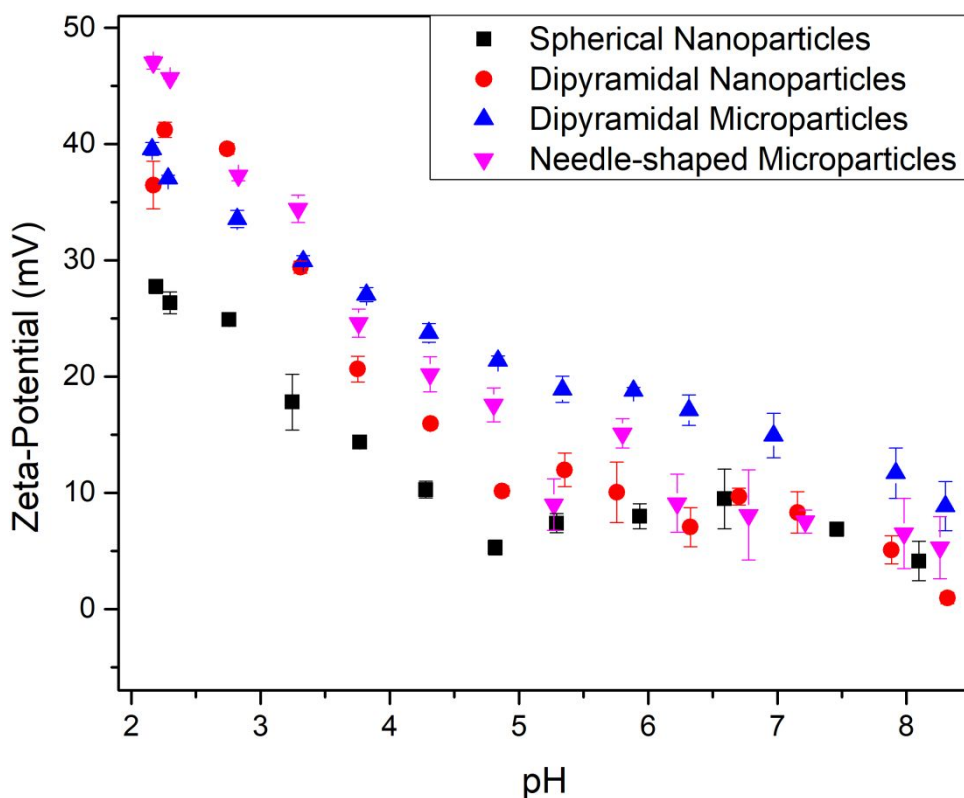 Spherical Nanoparticles
Dipyramidal Nanoparticles
Dipyramidal Microparticles
Needle-shaped Microparticles
50
40
30
20
10
0
Zeta-Potential (mV)
2 3 4 5 6 7 8
pH